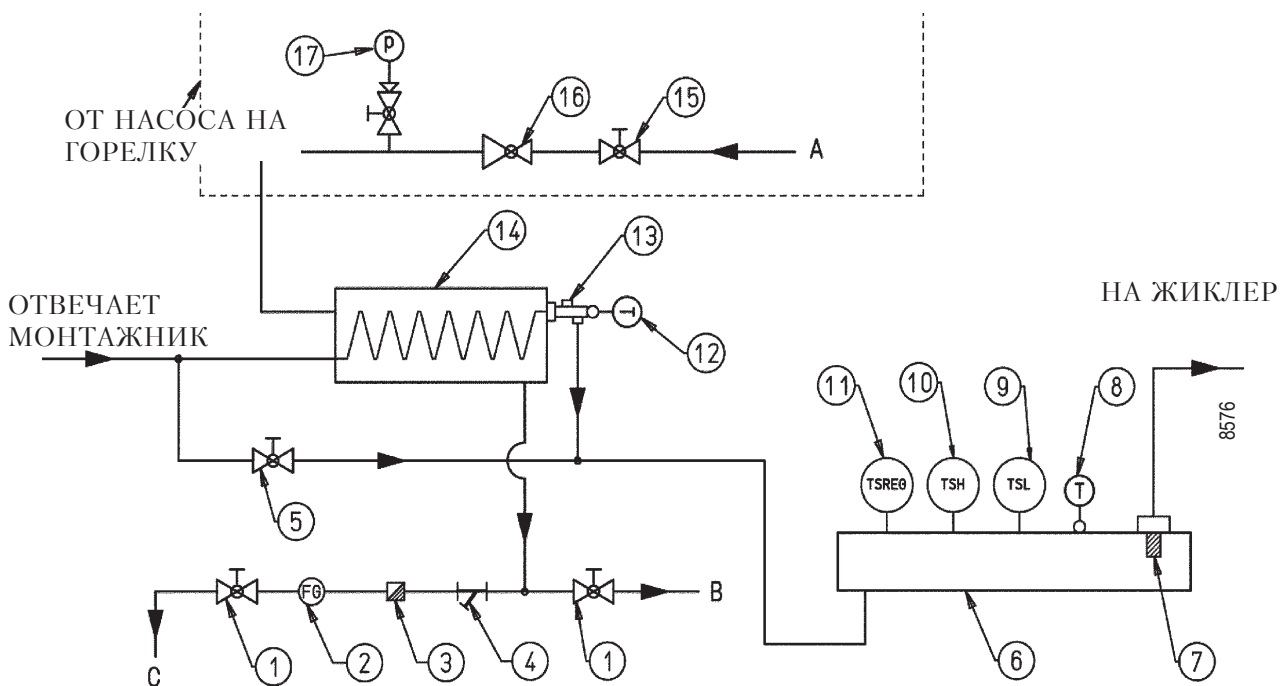 17
P
ОТ НАСОСА НА
ГОРЕЛКУ
16
15
A
14
13
ОТВЕЧАЕТ
МОНТАЖНИК
12
НА ЖИКЛЕР
11
10
9
8
8576
TSREG
TSH
TSL
T
5
FG
B
C
1
2
3
4
1
6
7